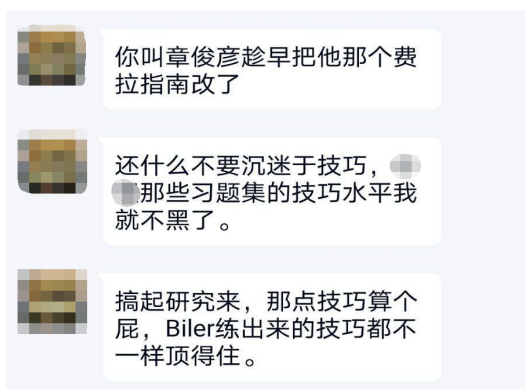 你叫章俊彦趁早把他那个费
拉指南改了
还什么不要沉迷于技巧，
那些习题集的技巧水平我
就不黑了。
搞起研究来，那点技巧算个
屁，Biler练出来的技巧都不
一样顶得住。